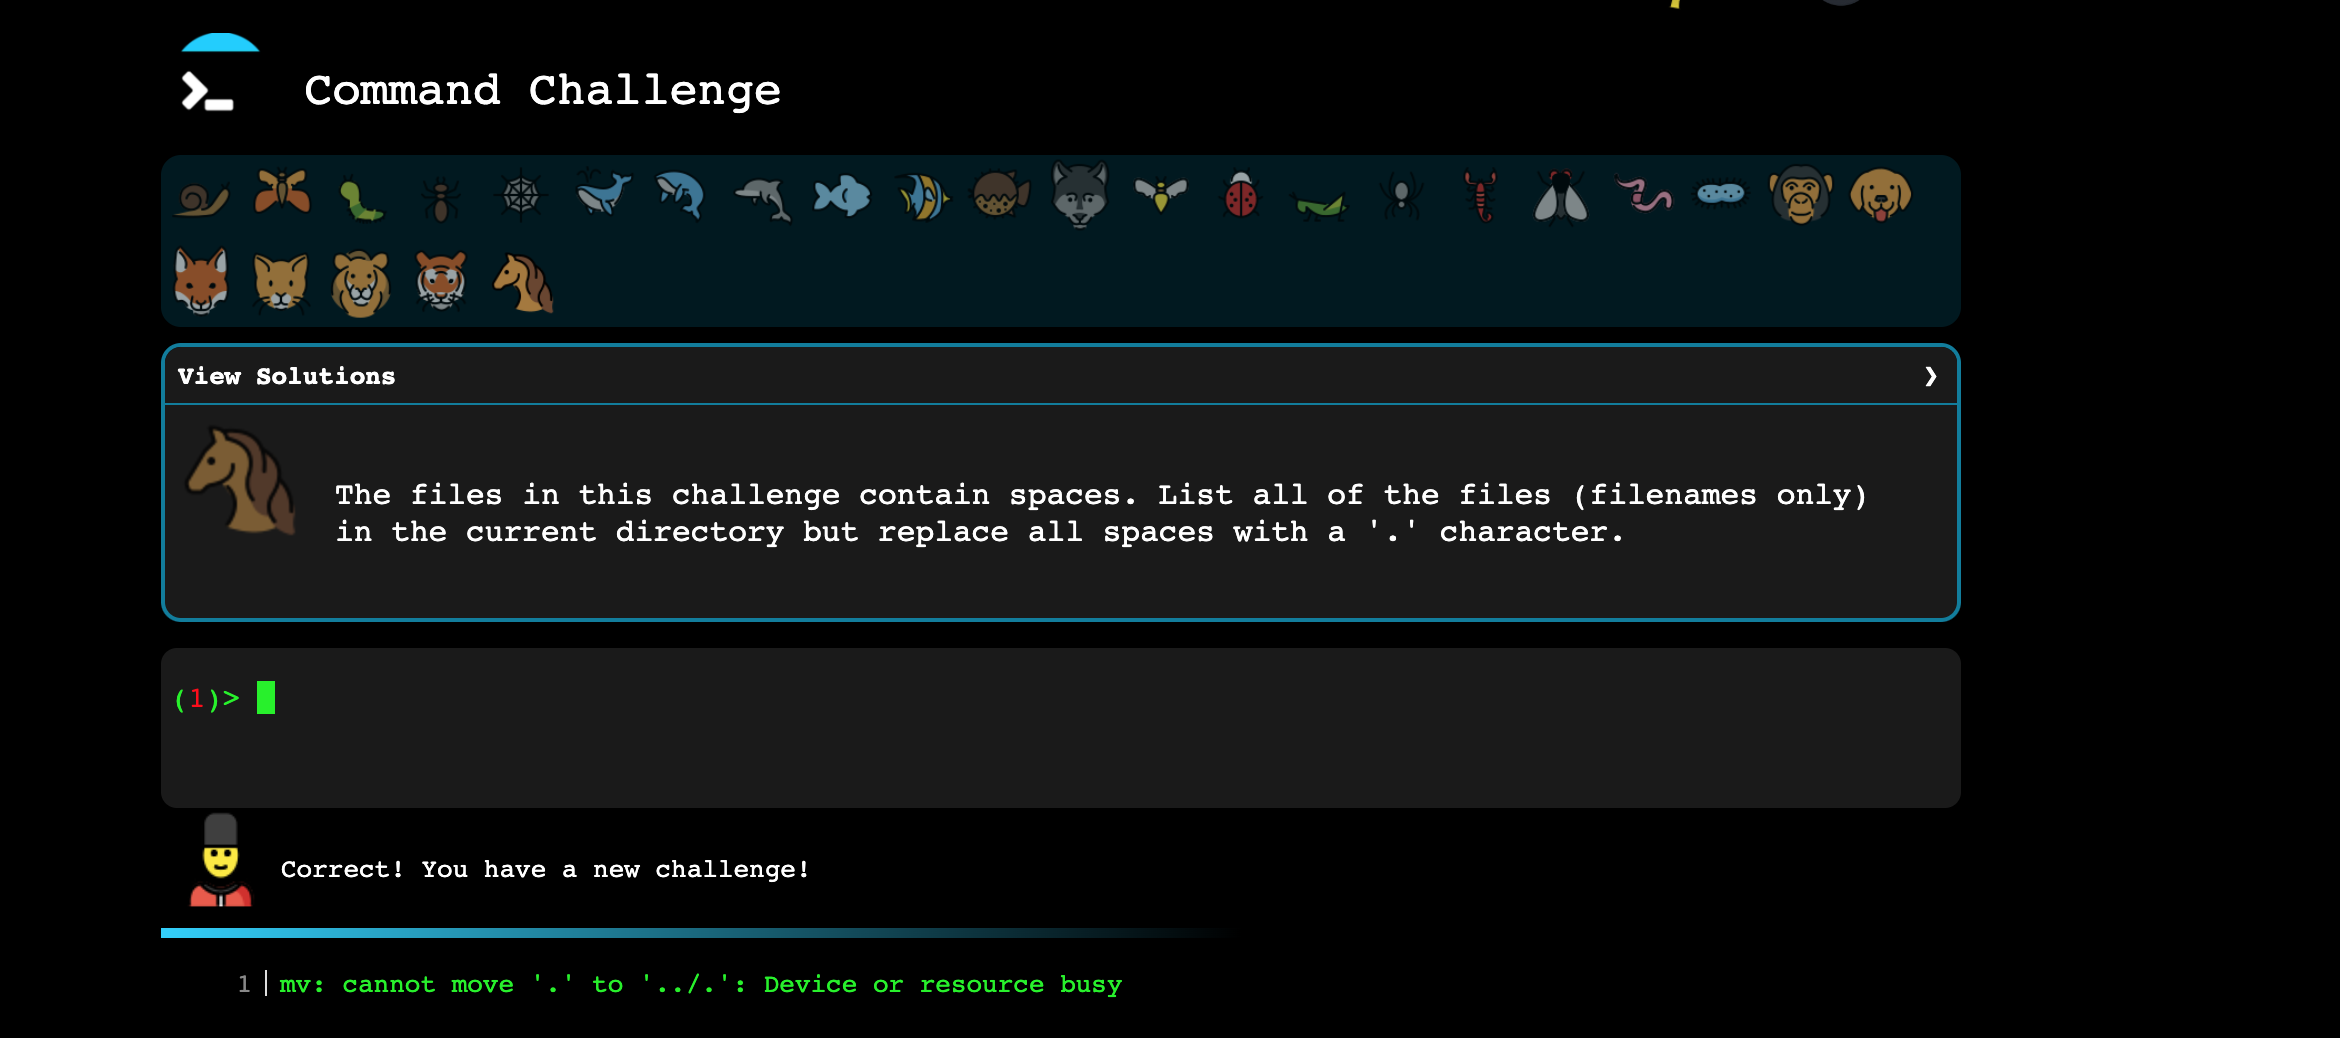 Command Challenge
View Solutions ❯
The files in this challenge contain spaces. List all of the files (filenames only)
in the current directory but replace all spaces with a '.' character.
(1)>
Correct! You have a new challenge!
1 mv: cannot move '.' to '../.': Device or resource busy